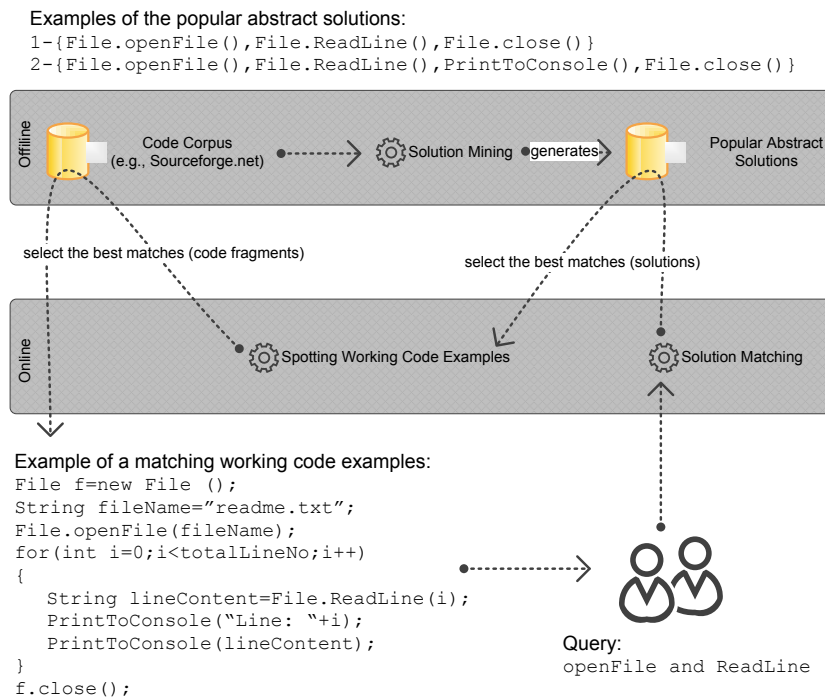 Examples of the popular abstract solutions:
1-{File.openFile(),File.ReadLine(),File.close()}
2-{File.openFile(),File.ReadLine(),PrintToConsole(),File.close()}
Offiline
Code Corpus
(e.g., Sourceforge.net)
Solution Mining
generates
Popular Abstract
Solutions
select the best matches (code fragments)
select the best matches (solutions)
Online
Spotting Working Code Examples
Solution Matching
Example of a matching working code examples:
File f=new File ();
String fileName=”readme.txt”;
File.openFile(fileName);
for(int i=0;i<totalLineNo;i++)
{
String lineContent=File.ReadLine(i);
PrintToConsole(“Line: “+i);
PrintToConsole(lineContent);
}
f.close();
Query:
openFile and ReadLine